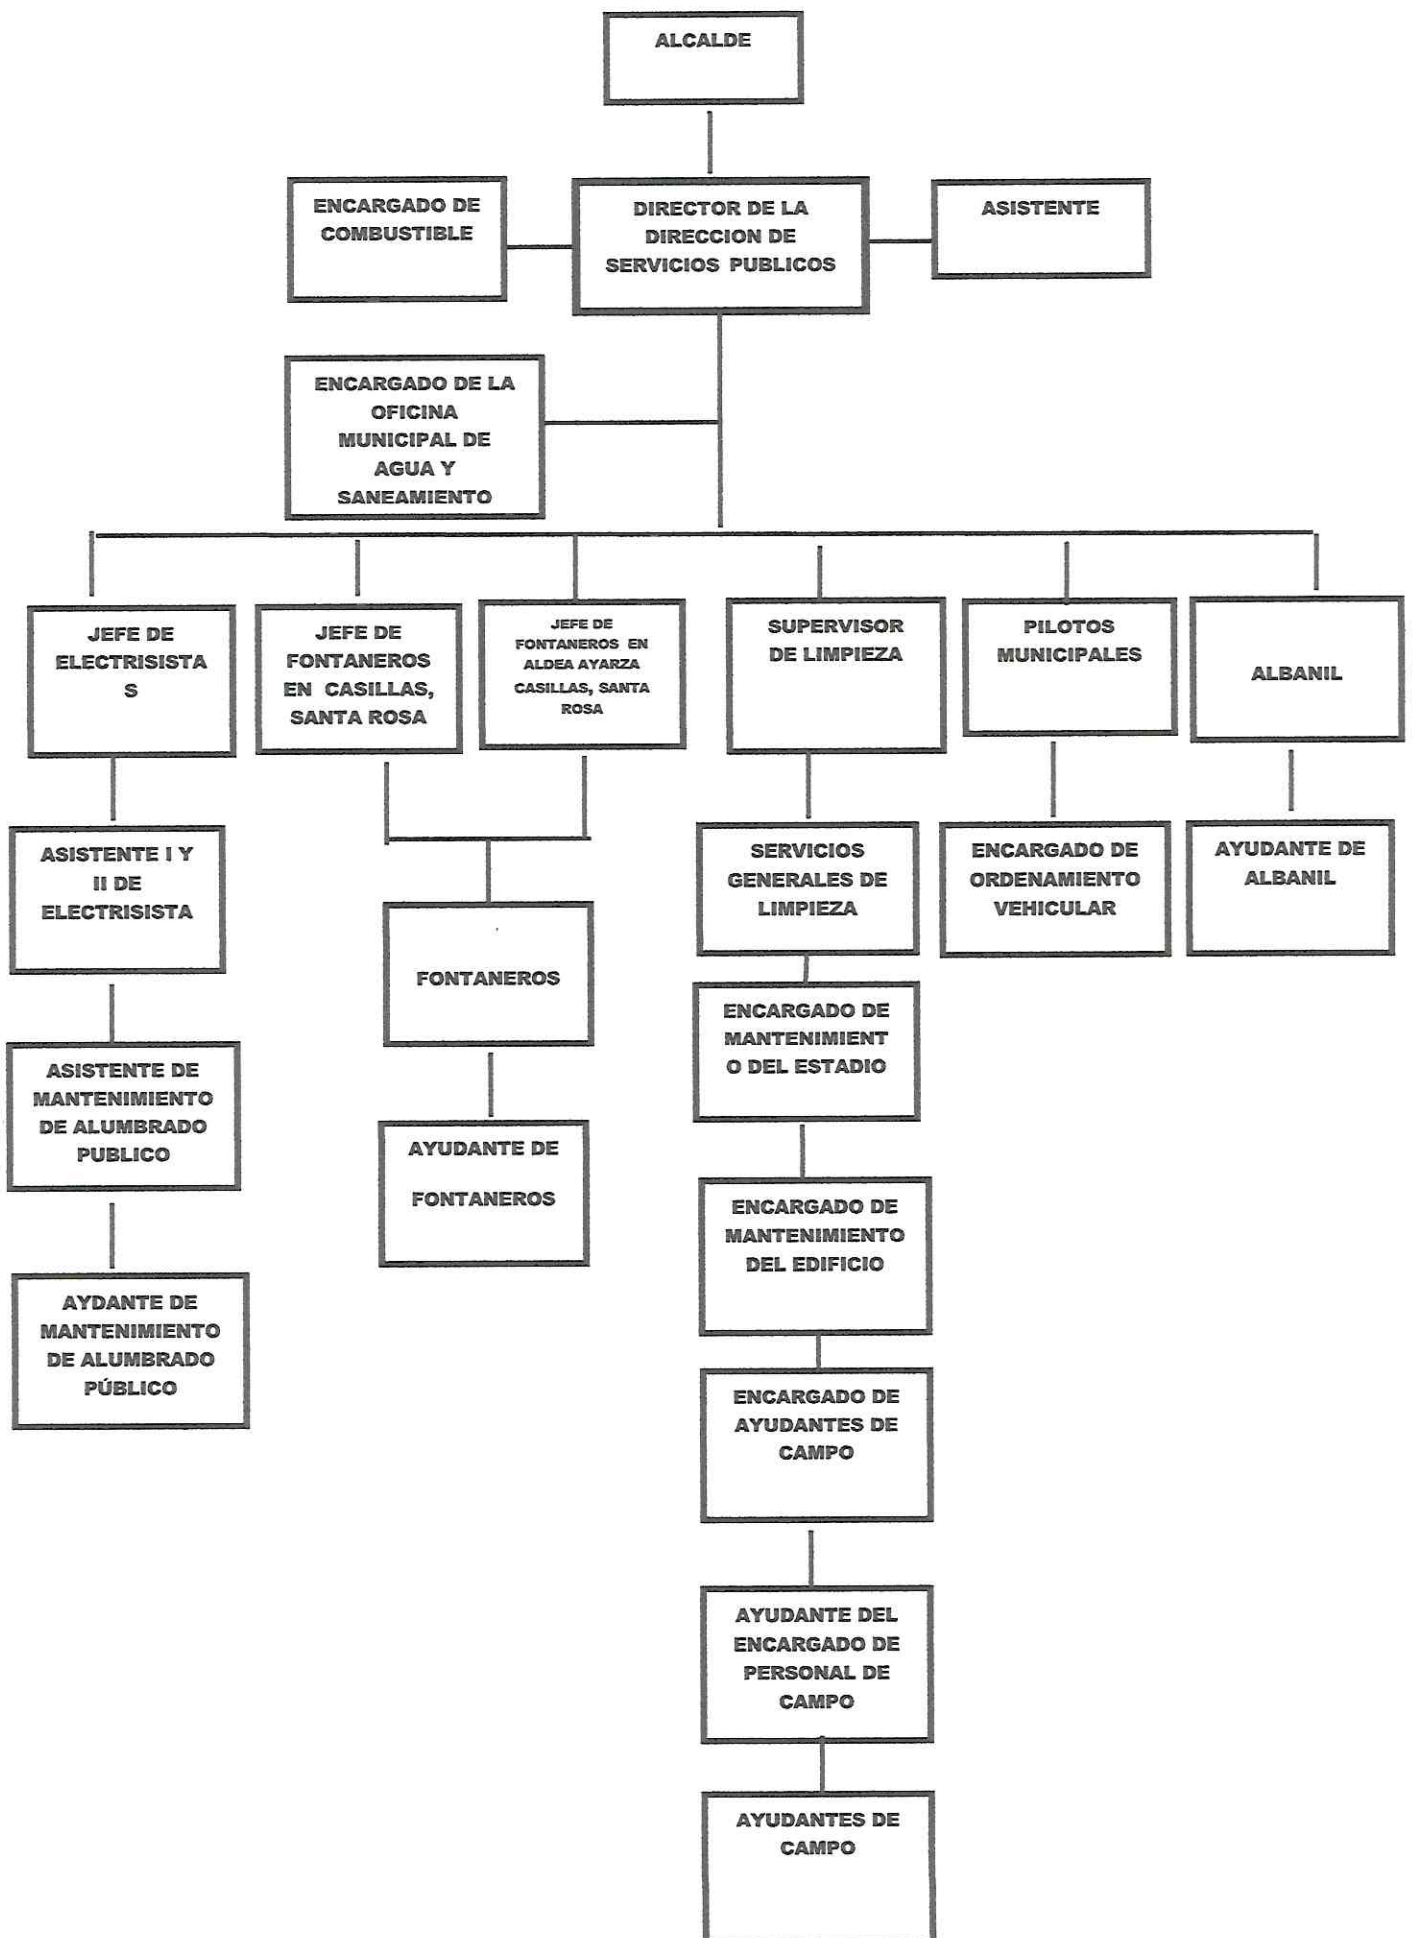 ALCALDE
ENCARGADO DE
COMBUSTIBLE
DIRECTOR DE LA
DIRECCION DE
SERVICIOS PUBLICOS
ASISTENTE
ENCARGADO DE LA
OFICINA
MUNICIPAL DE
AGUA Y
SANEAMIENTO
JEFE DE
ELECTRISISTA
S
JEFE DE
FONTANEROS
EN CASILLAS,
SANTA ROSA
JEFE DE
FONTANEROS EN
ALDEA AYARZA
CASILLAS, SANTA
ROSA
SUPERVISOR
DE LIMPIEZA
PILOTOS
MUNICIPALES
ALBANIL
ASISTENTE I Y
II DE
ELECTRISISTA
SERVICIOS
GENERALES DE
LIMPIEZA
ENCARGADO DE
ORDENAMIENTO
VEHICULAR
AYUDANTE DE
ALBANIL
FONTANEROS
ENCARGADO DE
MANTENIMIENT
O DEL ESTADIO
ASISTENTE DE
MANTENIMIENTO
DE ALUMBRADO
PUBLICO
AYUDANTE DE
FONTANEROS
ENCARGADO DE
MANTENIMIENTO
DEL EDIFICIO
AYDANTE DE
MANTENIMIENTO
DE ALUMBRADO
PÚBLICO
ENCARGADO DE
AYUDANTES DE
CAMPO
AYUDANTE DEL
ENCARGADO DE
PERSONAL DE
CAMPO
AYUDANTES DE
CAMPO